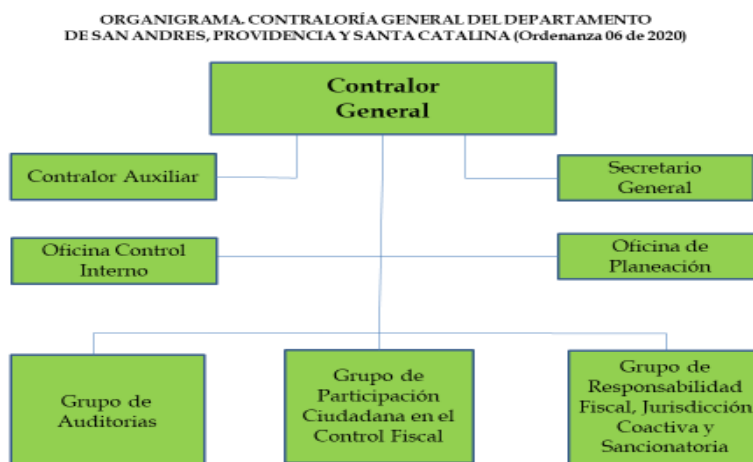 ORGANIGRAMA. CONTRALORÍA GENERAL DEL DEPARTAMENTO
DE SAN ANDRES, PROVIDENCIA Y SANTA CATALINA (Ordenanza 06 de 2020)
Contralor
General
Contralor Auxiliar
Secretario
General
Oficina Control
Interno
Oficina de
Planeación
Grupo de
Auditorias
Grupo de
Participación
Ciudadana en el
Control Fiscal
Grupo de
Responsabilidad
Fiscal, Jurisdicción
Coactiva y
Sancionatoria